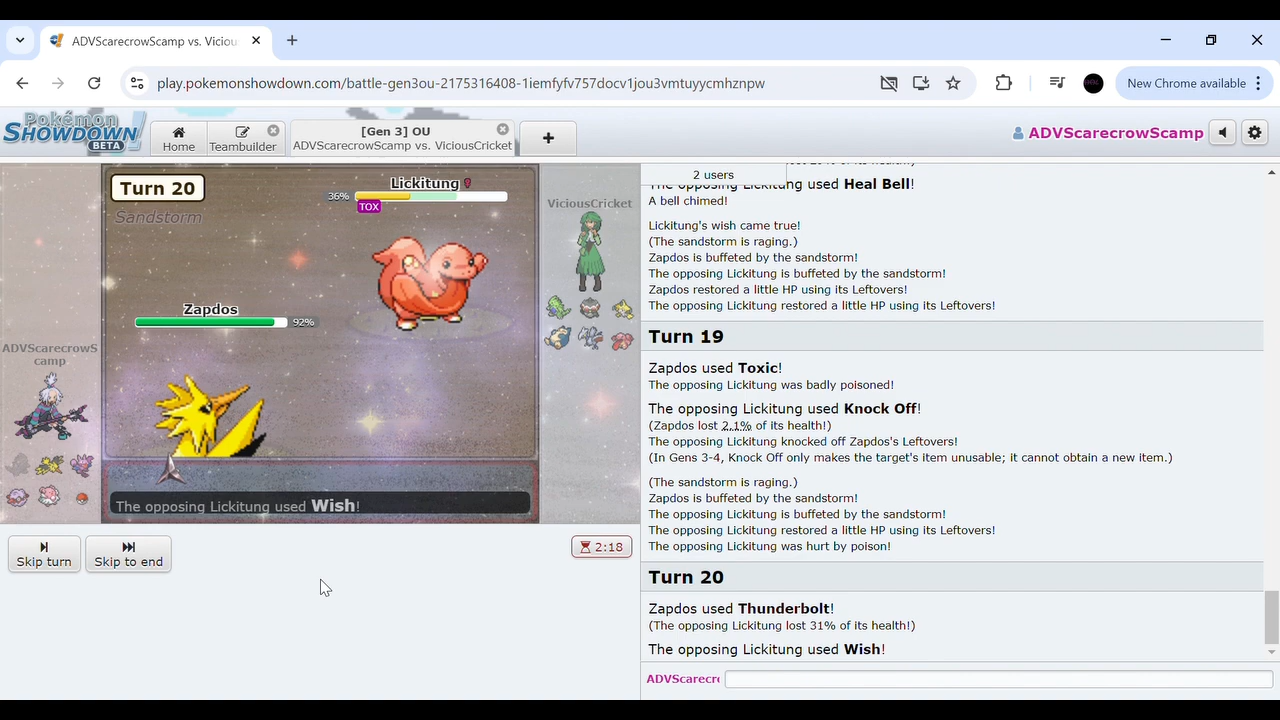 ADVScarecrowScamp vs. Viciou
play.pokemonshowdown.com/battle-gen3ou-2175316408-1iemfyfv757docv1jou3vmtuyycmhznpw
New Chrome available
Pokémon
SHOWDOWN
BETA
Home
Teambuilder
[Gen 3] OU
ADVScarecrowScamp vs. ViciousCricket
ADVScarecrowScamp
Turn 20
Sandstorm
Lickitung
36%
TOX
Zapdos
92%
ADVScarecrowS
camp
ViciousCricket
The opposing Lickitung used Wish!
Skip turn
Skip to end
2:18
2 users
The opposing Lickitung used Heal Bell!
A bell chimed!
Lickitung's wish came true!
(The sandstorm is raging.)
Zapdos is buffeted by the sandstorm!
The opposing Lickitung is buffeted by the sandstorm!
Zapdos restored a little HP using its Leftovers!
The opposing Lickitung restored a little HP using its Leftovers!
Turn 19
Zapdos used Toxic!
The opposing Lickitung was badly poisoned!
The opposing Lickitung used Knock Off!
(Zapdos lost 2.1% of its health!)
The opposing Lickitung knocked off Zapdos's Leftovers!
(In Gens 3-4, Knock Off only makes the target's item unusable; it cannot obtain a new item.)
(The sandstorm is raging.)
Zapdos is buffeted by the sandstorm!
The opposing Lickitung is buffeted by the sandstorm!
The opposing Lickitung restored a little HP using its Leftovers!
The opposing Lickitung was hurt by poison!
Turn 20
Zapdos used Thunderbolt!
(The opposing Lickitung lost 31% of its health!)
The opposing Lickitung used Wish!
ADVScarecr